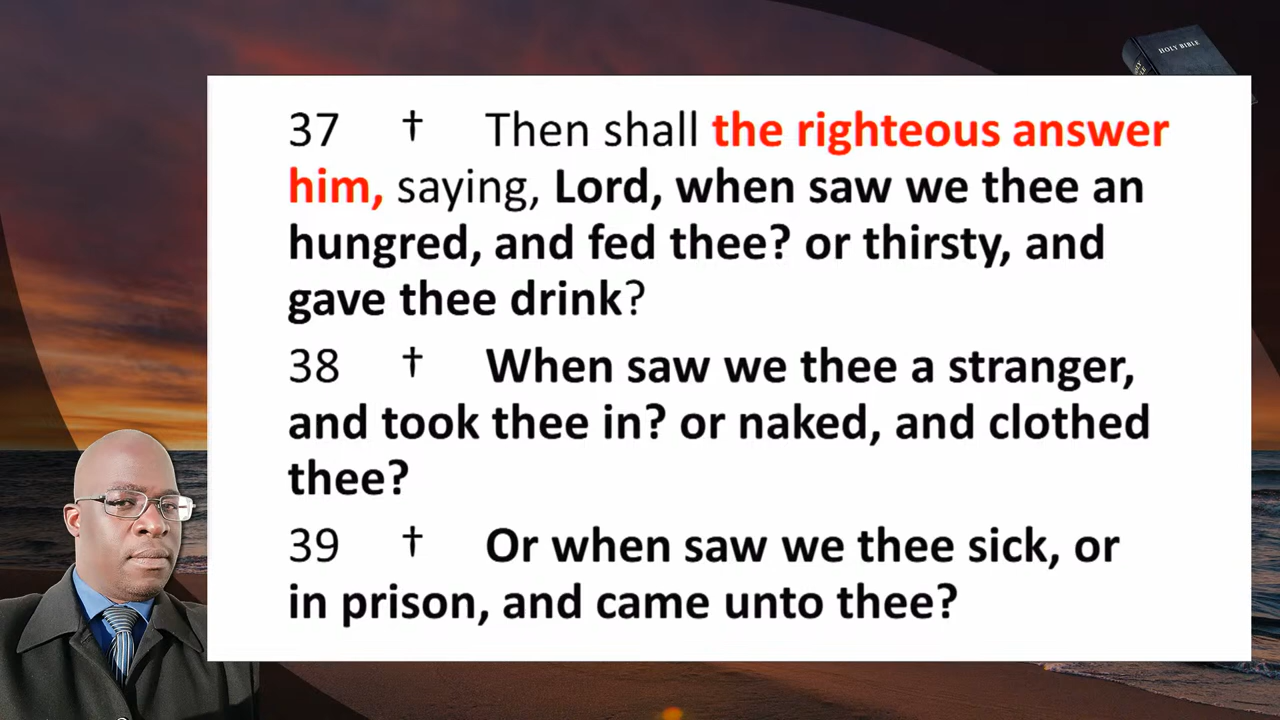 HOLY BIBLE
37 † Then shall the righteous answer
him, saying, Lord, when saw we thee an
hungred, and fed thee? or thirsty, and
gave thee drink?
38 † When saw we thee a stranger,
and took thee in? or naked, and clothed
thee?
39 † Or when saw we thee sick, or
in prison, and came unto thee?